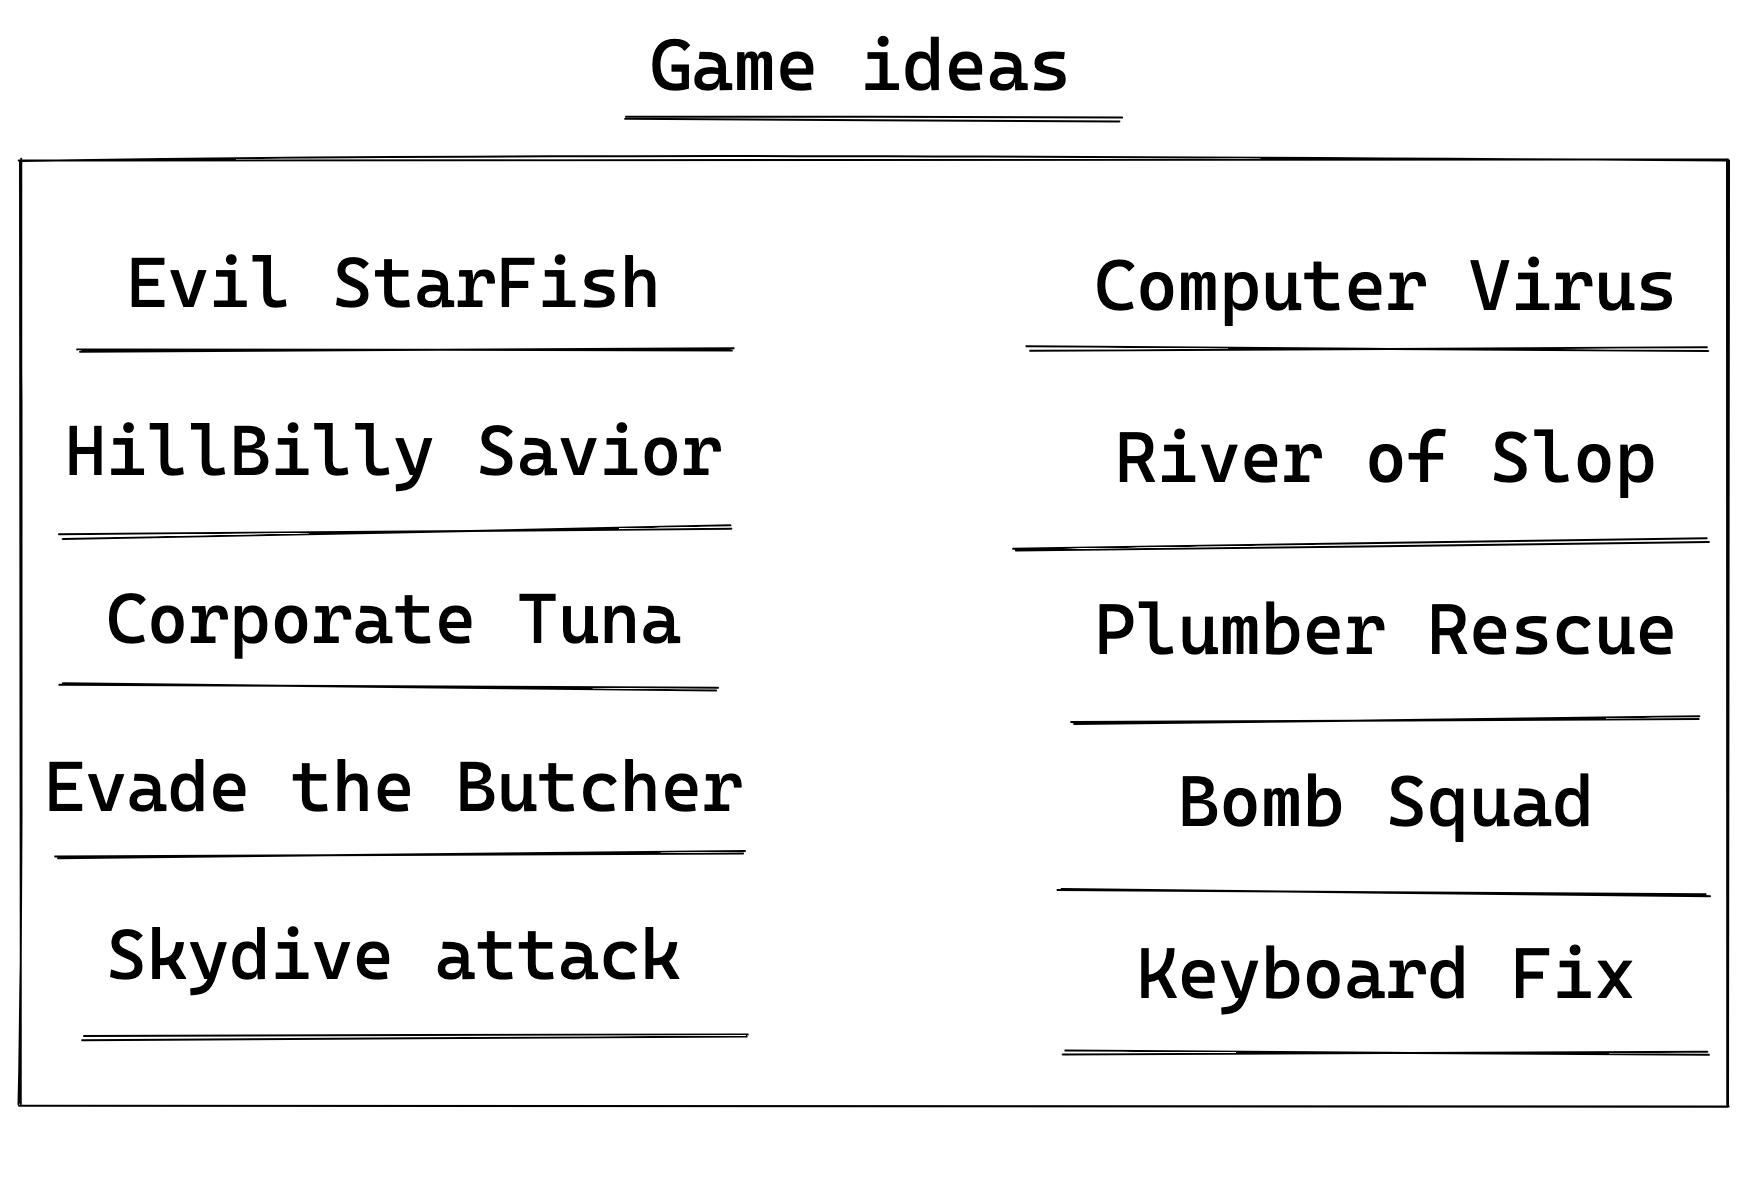 Game ideas
Evil StarFish
HillBilly Savior
Corporate Tuna
Evade the Butcher
Skydive attack
Computer Virus
River of Slop
Plumber Rescue
Bomb Squad
Keyboard Fix